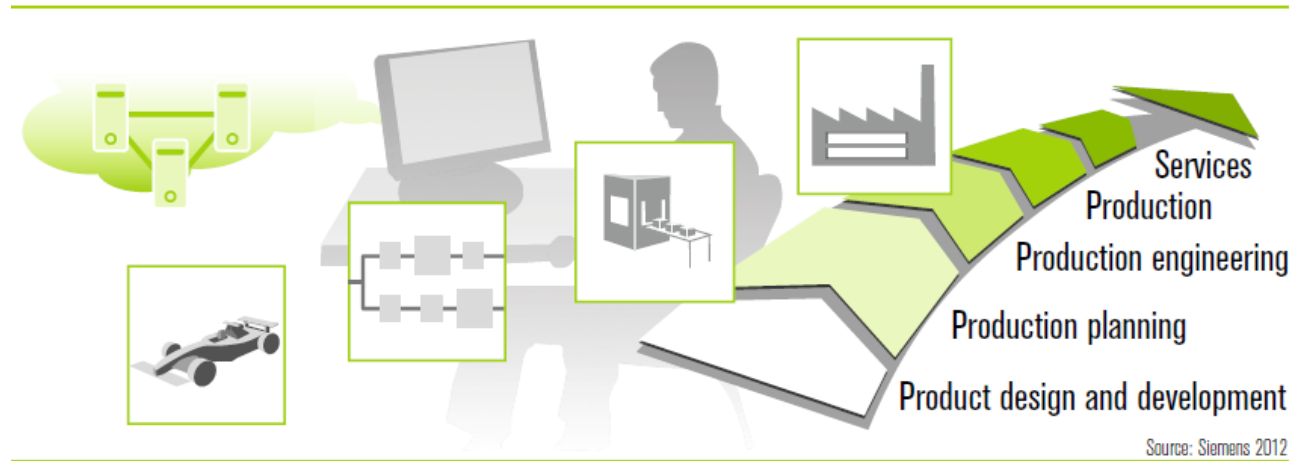 Services
Production
Production engineering
Production planning
Product design and development
Source: Siemens 2012